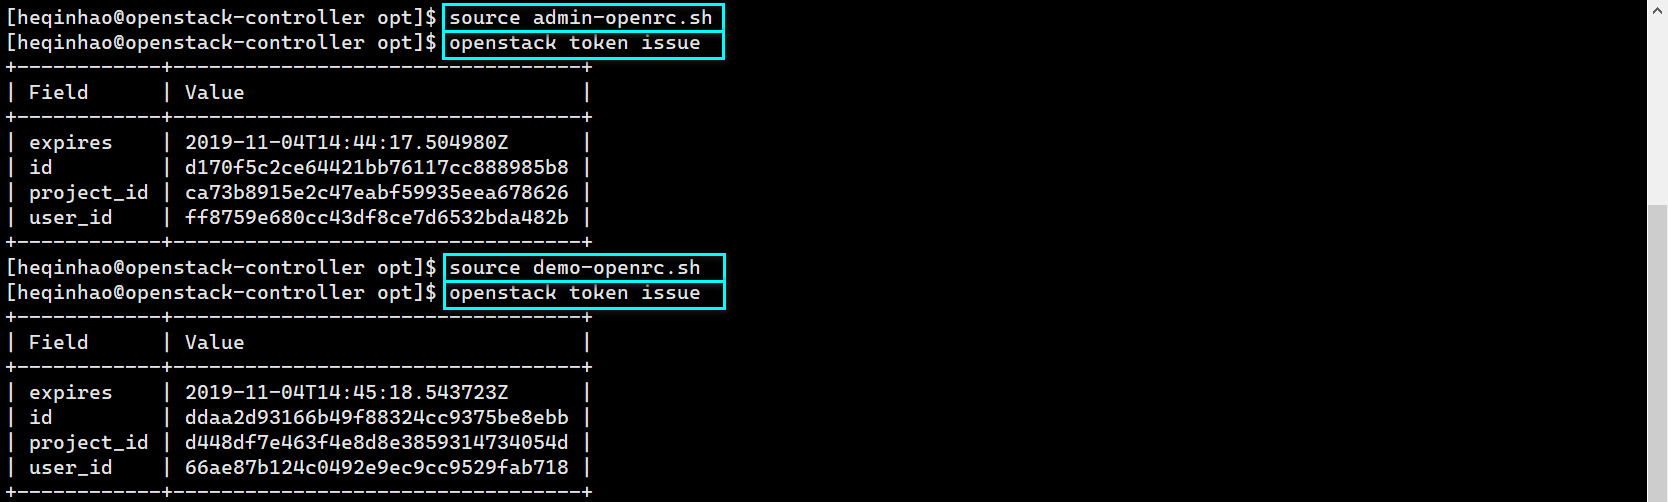 [heqinhao@openstack-controller opt]$ source admin-openrc.sh
[heqinhao@openstack-controller opt]$ openstack token issue
+------------+----------------------------------+
| Field      | Value                            |
+------------+----------------------------------+
| expires    | 2019-11-04T14:44:17.504980Z      |
| id         | d170f5c2ce64421bb76117cc888985b8 |
| project_id | ca73b8915e2c47eabf59935eea678626 |
| user_id    | ff8759e680cc43df8ce7d6532bda482b |
+------------+----------------------------------+
[heqinhao@openstack-controller opt]$ source demo-openrc.sh
[heqinhao@openstack-controller opt]$ openstack token issue
+------------+----------------------------------+
| Field      | Value                            |
+------------+----------------------------------+
| expires    | 2019-11-04T14:45:18.543723Z      |
| id         | ddaa2d93166b49f88324cc9375be8ebb |
| project_id | d448df7e463f4e8d8e3859314734054d |
| user_id    | 66ae87b124c0492e9ec9cc9529fab718 |
+------------+----------------------------------+